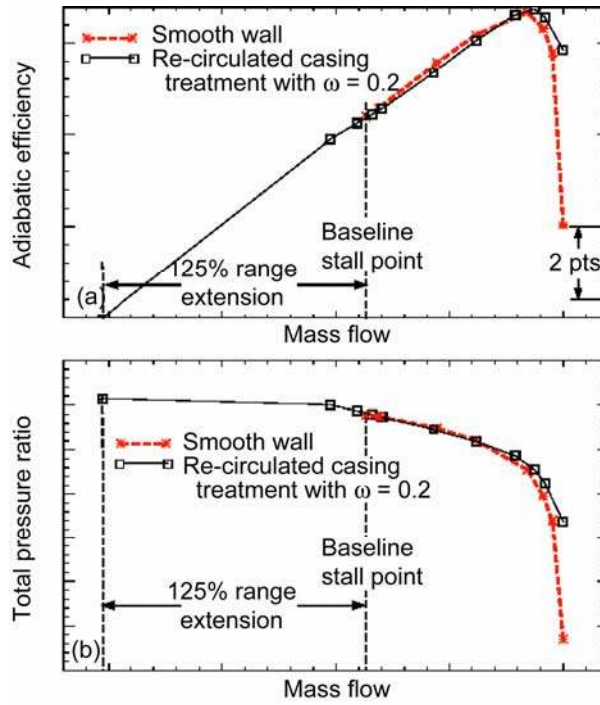 Smooth wall
Re-circulated casing
treatment with ω = 0.2
Adiabatic efficiency
Baseline
stall point
125% range
extension
2 pts
(a)
Mass flow
Total pressure ratio
Smooth wall
Re-circulated casing
treatment with ω = 0.2
Baseline
stall point
125% range
extension
(b)
Mass flow